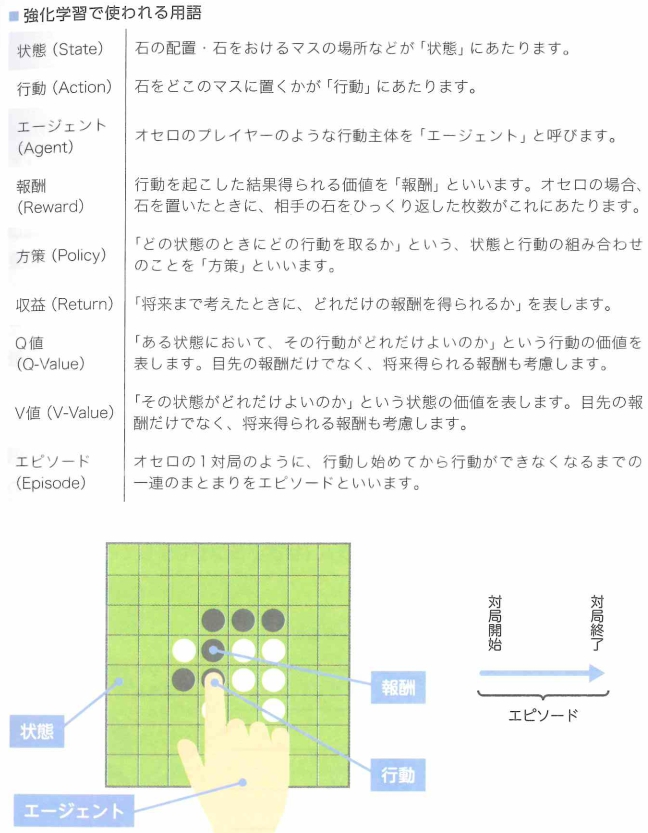 ■強化学習で使われる用語
状態 (State)
石の配置・石をおけるマスの場所などが「状態」にあたります。
行動 (Action)
石をどこのマスに置くかが「行動」にあたります。
エージェント
(Agent)
オセロのプレイヤーのような行動主体を「エージェント」と呼びます。
報酬
(Reward)
行動を起こした結果得られる価値を「報酬」といいます。オセロの場合、
石を置いたときに、相手の石をひっくり返した枚数がこれにあたります。
方策 (Policy)
「どの状態のときにどの行動を取るか」という、状態と行動の組み合わせ
のことを「方策」といいます。
収益 (Return)
「将来まで考えたときに、どれだけの報酬を得られるか」を表します。
Q値
(Q-Value)
「ある状態において、その行動がどれだけよいのか」という行動の価値を
表します。目先の報酬だけでなく、将来得られる報酬も考慮します。
V値 (V-Value)
「その状態がどれだけよいのか」という状態の価値を表します。目先の報
酬だけでなく、将来得られる報酬も考慮します。
エピソード
(Episode)
オセロの1対局のように、行動し始めてから行動ができなくなるまでの
一連のまとまりをエピソードといいます。
対局開始
対局終了
報酬
エピソード
状態
行動
エージェント